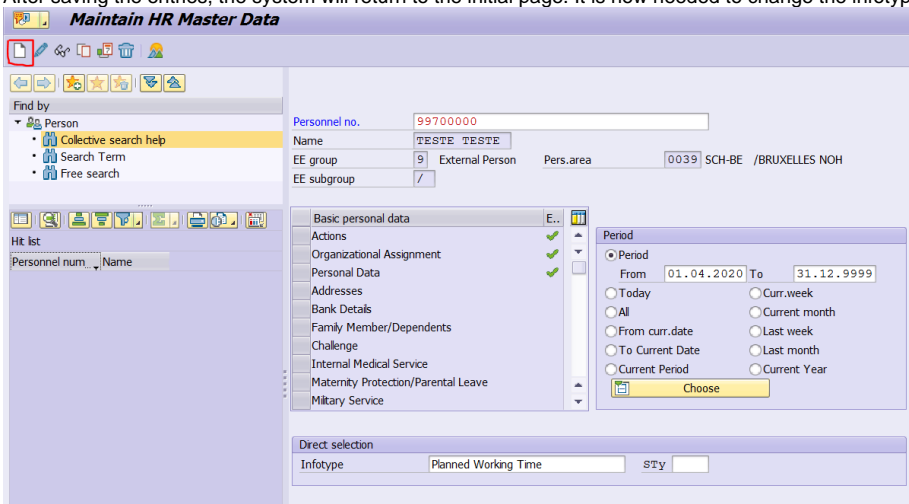 After saving the entries, the system will return to the initial page. It is now needed to change the infotyp
Maintain HR Master Data
Find by
Person
Collective search help
Search Term
Free search
Hit list
Personnel num... Name
Personnel no. 99700000
Name TESTE TESTE
EE group 9 External Person Pers.area 0039 SCH-BE /BRUXELLES NOH
EE subgroup /
Basic personal data E..
Actions
Organizational Assignment
Personal Data
Addresses
Bank Details
Family Member/Dependents
Challenge
Internal Medical Service
Maternity Protection/Parental Leave
Military Service
Period
Period
From 01.04.2020 To 31.12.9999
Today Curr.week
All Current month
From curr.date Last week
To Current Date Last month
Current Period Current Year
Choose
Direct selection
Infotype Planned Working Time STy